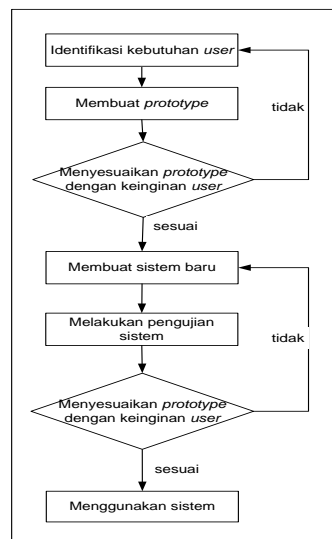 Identifikasi kebutuhan user
Membuat prototype
tidak
Menyesuaikan prototype
dengan keinginan user
sesuai
Membuat sistem baru
Melakukan pengujian
sistem
tidak
Menyesuaikan prototype
dengan keinginan user
sesuai
Menggunakan sistem